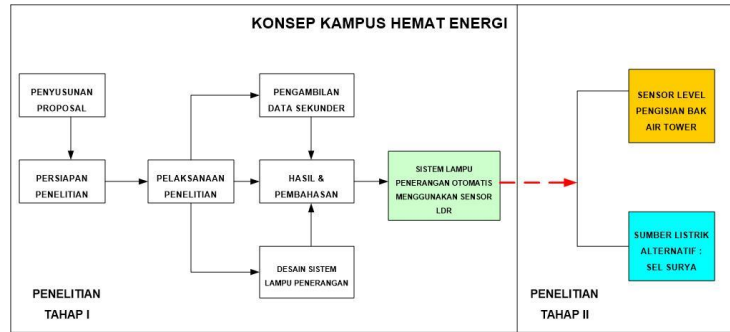 KONSEP KAMPUS HEMAT ENERGI
PENYUSUNAN
PROPOSAL
PERSIAPAN
PENELITIAN
PELAKSANAAN
PENELITIAN
PENGAMBILAN
DATA SEKUNDER
HASIL &
PEMBAHASAN
DESAIN SISTEM
LAMPU PENERANGAN
SISTEM LAMPU
PENERANGAN OTOMATIS
MENGGUNAKAN SENSOR
LDR
PENELITIAN
TAHAP I
SENSOR LEVEL
PENGISIAN BAK
AIR TOWER
SUMBER LISTRIK
ALTERNATIF :
SEL SURYA
PENELITIAN
TAHAP II